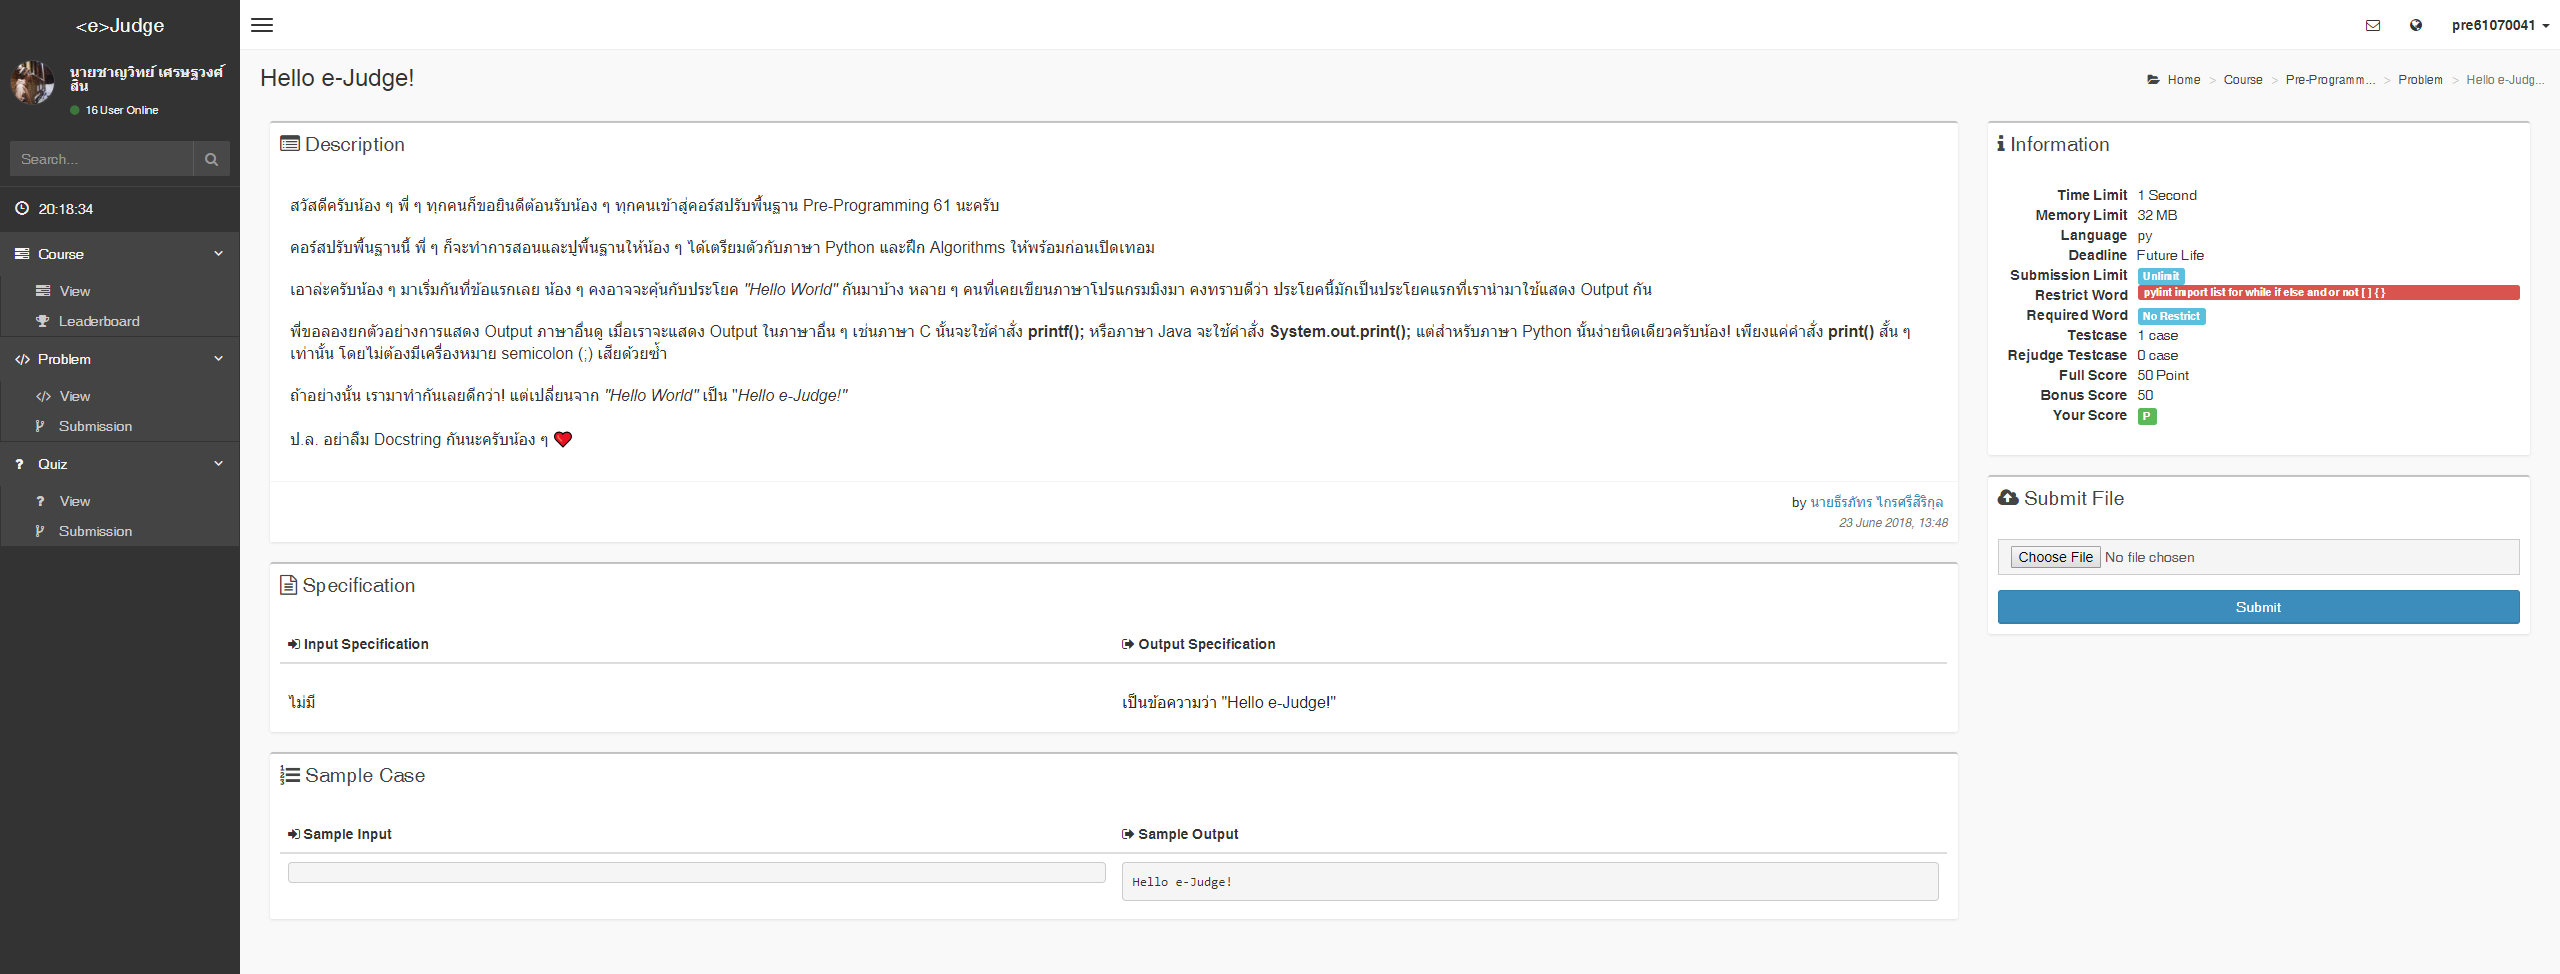 <e>Judge
pre61070041
นายชาญวิทย์ เศรษฐวงศ์
สิน
16 User Online
Search...
20:18:34
Course
View
Leaderboard
Problem
View
Submission
Quiz
View
Submission
Hello e-Judge!
Home > Course > Pre-Programm... > Problem > Hello e-Judg...
Description
สวัสดีครับน้อง ๆ พี่ ๆ ทุกคนก็ขอยินดีต้อนรับน้อง ๆ ทุกคนเข้าสู่คอร์สปรับพื้นฐาน Pre-Programming 61 นะครับ
คอร์สปรับพื้นฐานนี้ พี่ ๆ ก็จะทำการสอนและปูพื้นฐานให้น้อง ๆ ได้เตรียมตัวกับภาษา Python และฝึก Algorithms ให้พร้อมก่อนเปิดเทอม
เอาล่ะครับน้อง ๆ มาเริ่มกันที่ข้อแรกเลย น้อง ๆ คงอาจจะคุ้นกับประโยค "Hello World" กันมาบ้าง หลาย ๆ คนที่เคยเขียนภาษาโปรแกรมมิงมา คงทราบดีว่า ประโยคนี้มักเป็นประโยคแรกที่เรานำมาใช้แสดง Output กัน
พี่ขอลองยกตัวอย่างการแสดง Output ภาษาอื่นดู เมื่อเราจะแสดง Output ในภาษาอื่น ๆ เช่นภาษา C นั้นจะใช้คำสั่ง printf(); หรือภาษา Java จะใช้คำสั่ง System.out.print(); แต่สำหรับภาษา Python นั้นง่ายนิดเดียวครับน้อง! เพียงแค่คำสั่ง print() สั้น ๆ
เท่านั้น โดยไม่ต้องมีเครื่องหมาย semicolon (;) เสียด้วยซ้ำ
ถ้าอย่างนั้น เรามาทำกันเลยดีกว่า! แต่เปลี่ยนจาก "Hello World" เป็น "Hello e-Judge!"
ป.ล. อย่าลืม Docstring กันนะครับน้อง ๆ
by นายธีรภัทร ไกรศรีสิริกุล
23 June 2018, 13:48
Specification
Input Specification
Output Specification
ไม่มี
เป็นข้อความว่า "Hello e-Judge!"
Sample Case
Sample Input
Sample Output
Hello e-Judge!
Information
Time Limit 1 Second
Memory Limit 32 MB
Language py
Deadline Future Life
Submission Limit Unlimit
Restrict Word pylint import list for while if else and or not [ ] { }
Required Word No Restrict
Testcase 1 case
Rejudge Testcase 0 case
Full Score 50 Point
Bonus Score 50
Your Score P
Submit File
Choose File No file chosen
Submit